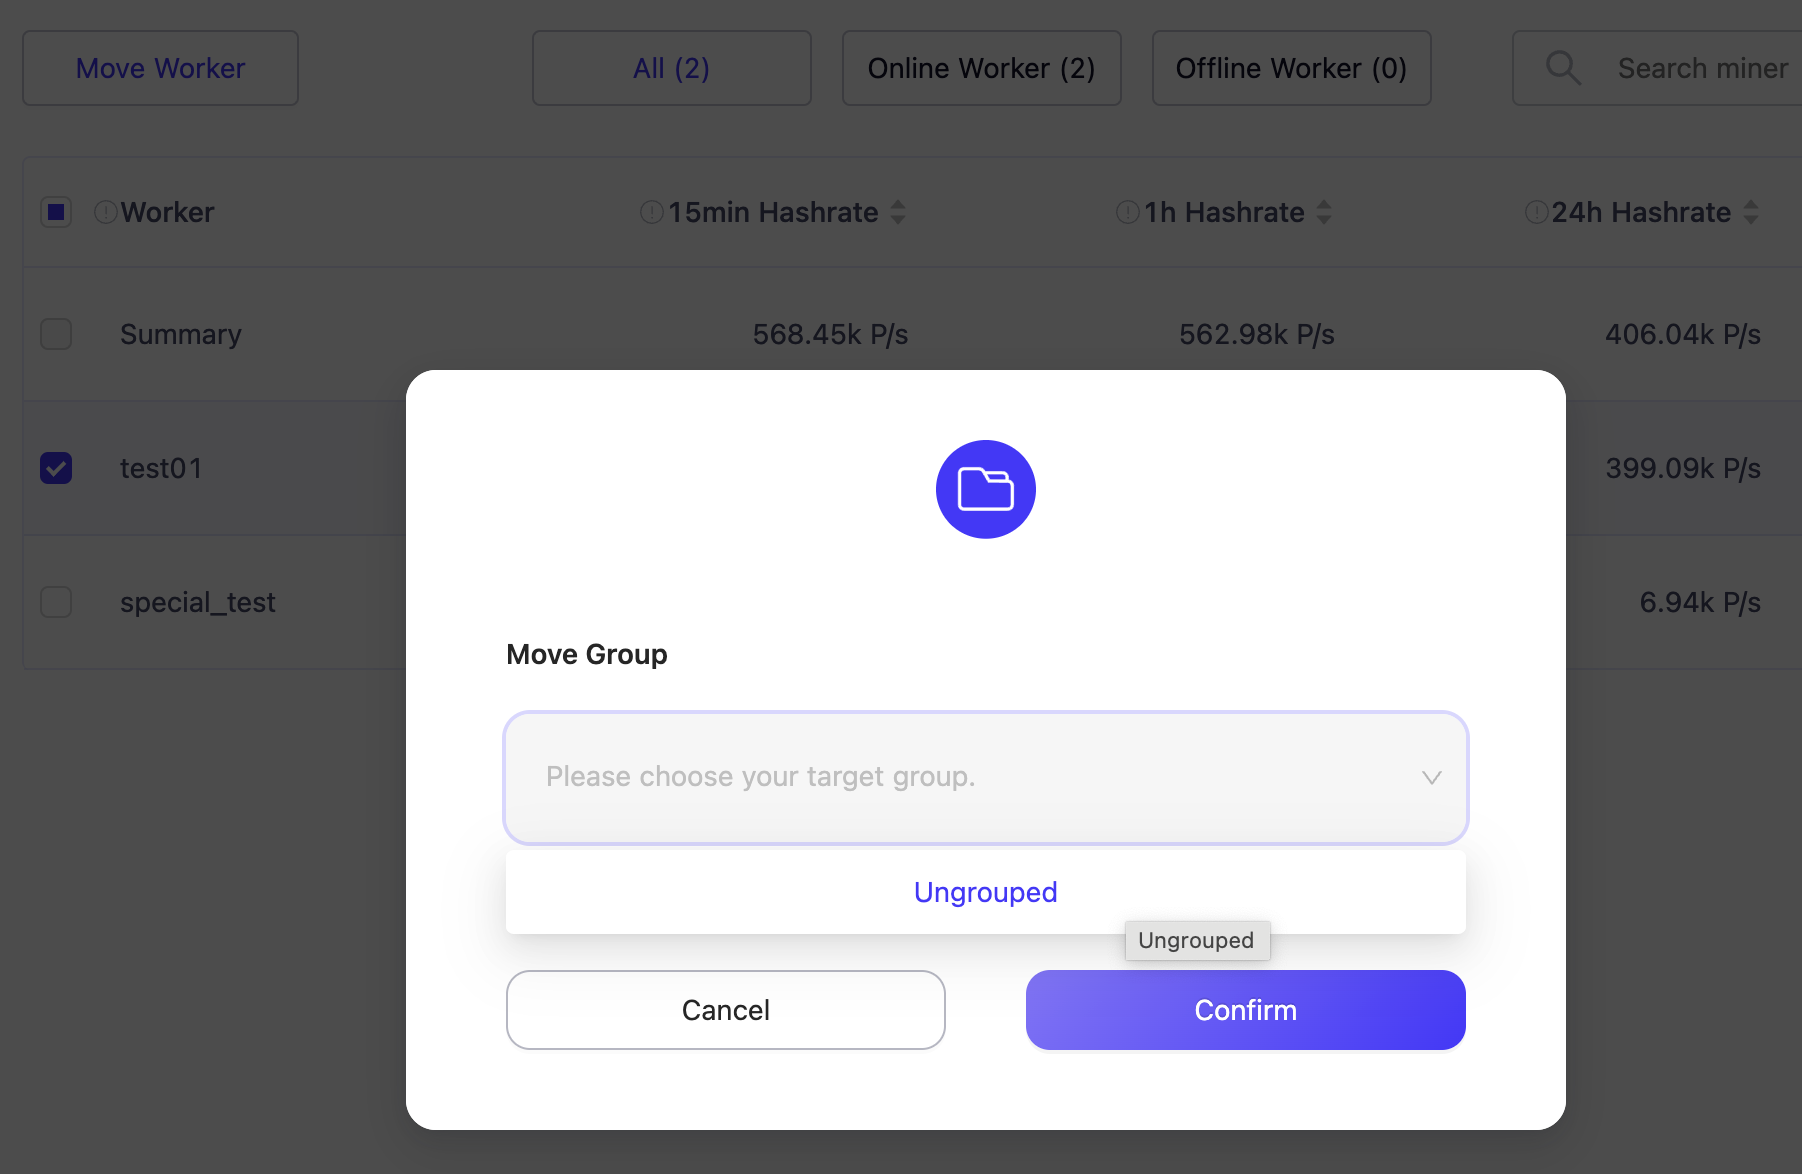 Move Worker
All (2)
Online Worker (2)
Offline Worker (0)
Search miner
Worker
15min Hashrate
1h Hashrate
24h Hashrate
Summary
568.45k P/s
562.98k P/s
406.04k P/s
test01
399.09k P/s
special_test
6.94k P/s
Move Group
Please choose your target group.
Ungrouped
Ungrouped
Cancel
Confirm